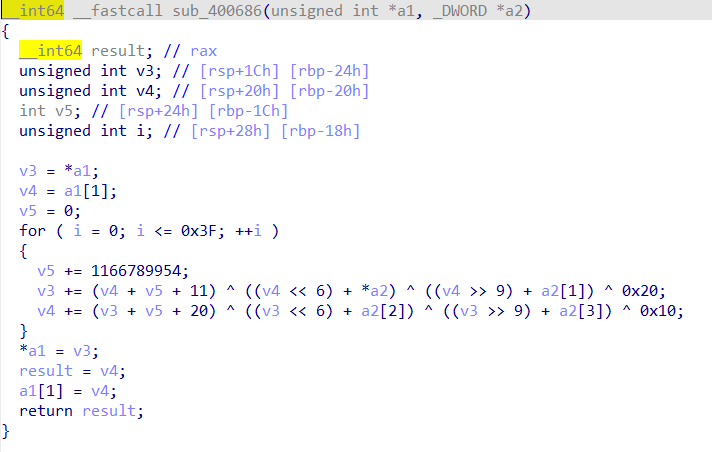 __int64 __fastcall sub_400686(unsigned int *a1, _DWORD *a2)
{
__int64 result; // rax
unsigned int v3; // [rsp+1Ch] [rbp-24h]
unsigned int v4; // [rsp+20h] [rbp-20h]
int v5; // [rsp+24h] [rbp-1Ch]
unsigned int i; // [rsp+28h] [rbp-18h]
v3 = *a1;
v4 = a1[1];
v5 = 0;
for ( i = 0; i <= 0x3F; ++i )
{
v5 += 1166789954;
v3 += (v4 + v5 + 11) ^ ((v4 << 6) + *a2) ^ ((v4 >> 9) + a2[1]) ^ 0x20;
v4 += (v3 + v5 + 20) ^ ((v3 << 6) + a2[2]) ^ ((v3 >> 9) + a2[3]) ^ 0x10;
}
*a1 = v3;
result = v4;
a1[1] = v4;
return result;
}